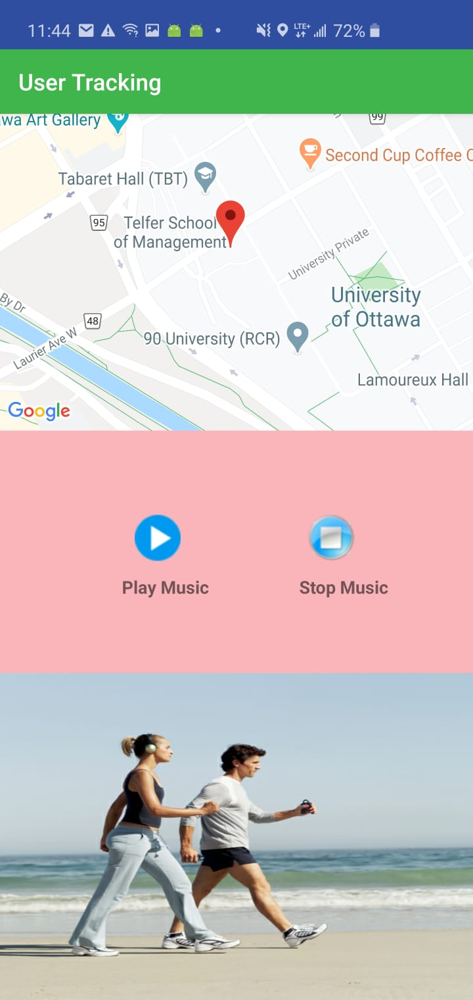 11:44
LTE+
72%
User Tracking
wa Art Gallery
99
Second Cup Coffee C
Tabaret Hall (TBT)
95
Telfer School
of Management
University Private
University
of Ottawa
By Dr
48
90 University (RCR)
Laurier Ave W
Lamoureux Hall
Google
Play Music
Stop Music